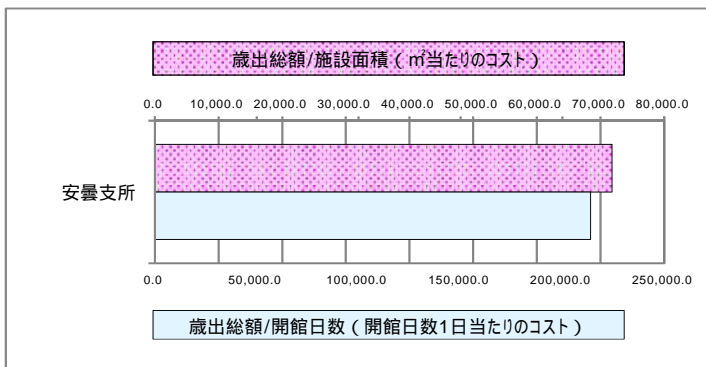 歳出総額/施設面積(㎡当たりのコスト)
0.0 10,000.0 20,000.0 30,000.0 40,000.0 50,000.0 60,000.0 70,000.0 80,000.0
安曇支所
0.0 50,000.0 100,000.0 150,000.0 200,000.0 250,000.0
歳出総額/開館日数(開館日数1日当たりのコスト)